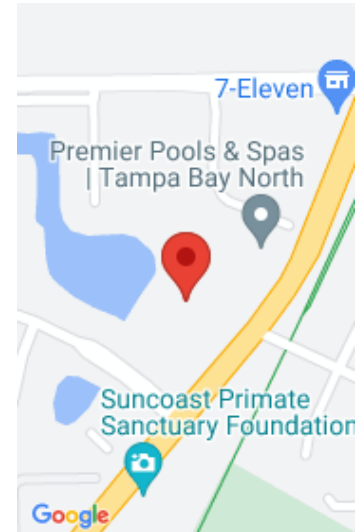 7-Eleven
Premier Pools & Spas
| Tampa Bay North
Suncoast Primate
Sanctuary Foundation
Google